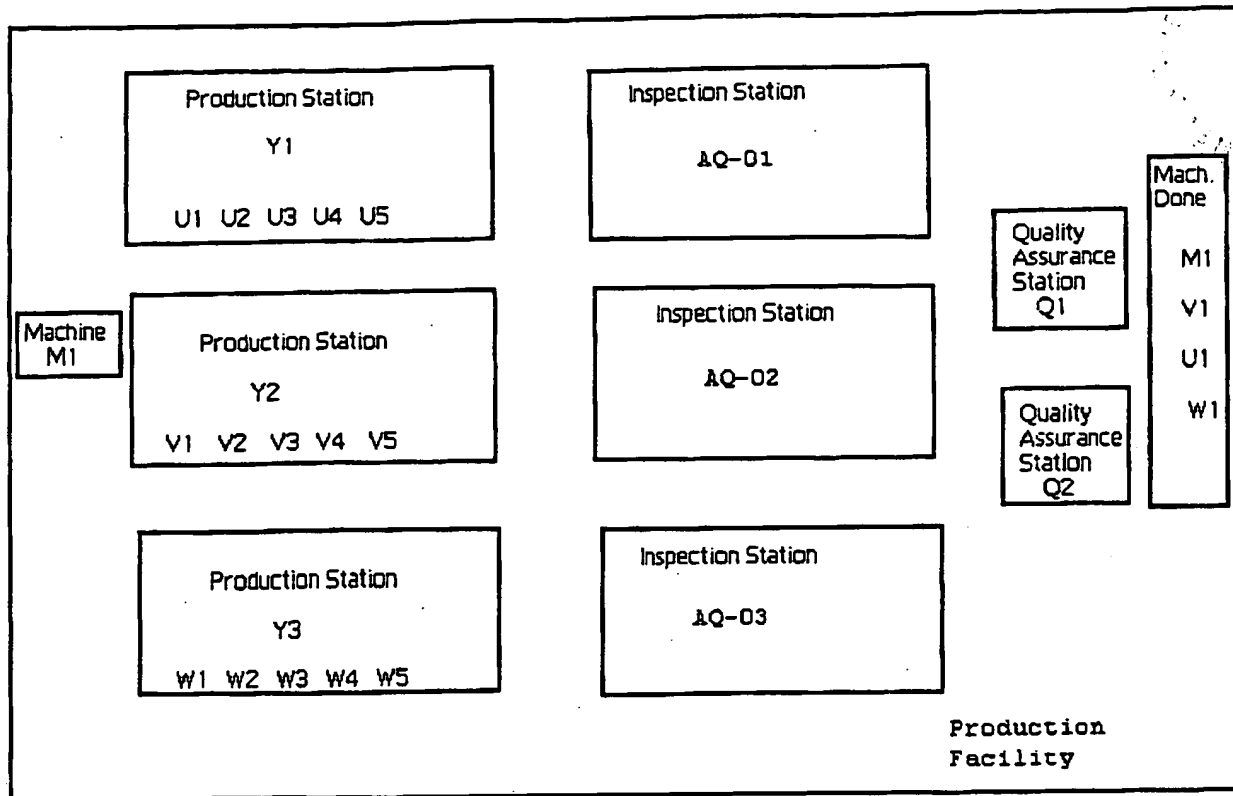 Production Station
Y1
U1 U2 U3 U4 U5
Inspection Station
AQ-01
Mach.
Done
M1
V1
U1
W1
Quality
Assurance
Station
Q1
Machine
M1
Production Station
Y2
V1 V2 V3 V4 V5
Inspection Station
AQ-02
Quality
Assurance
Station
Q2
Production Station
Y3
W1 W2 W3 W4 W5
Inspection Station
AQ-03
Production
Facility